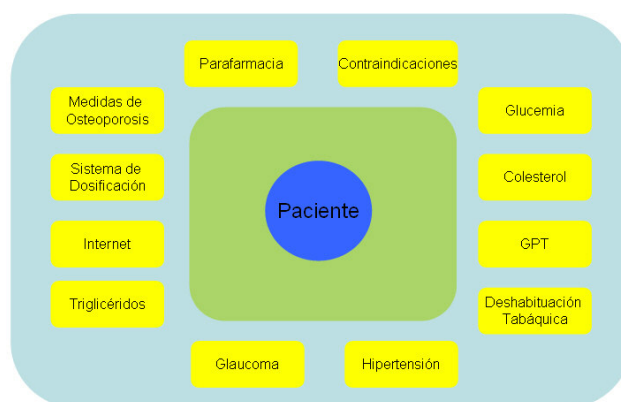 Parafarmacia
Contraindicaciones
Medidas de
Osteoporosis
Glucemia
Sistema de
Dosificación
Colesterol
Paciente
Internet
GPT
Triglicéridos
Deshabituación
Tabáquica
Glaucoma
Hipertensión